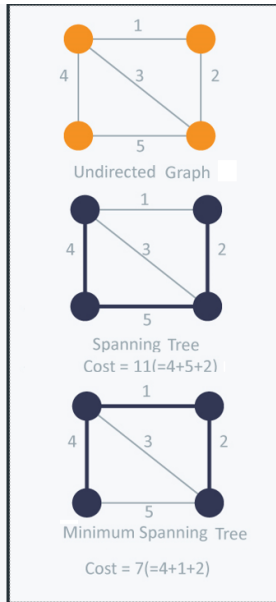 1
4 3 2
5
Undirected Graph
1
4 3 2
5
Spanning Tree
Cost = 11(=4+5+2)
1
4 3 2
5
Minimum Spanning Tree
Cost = 7(=4+1+2)